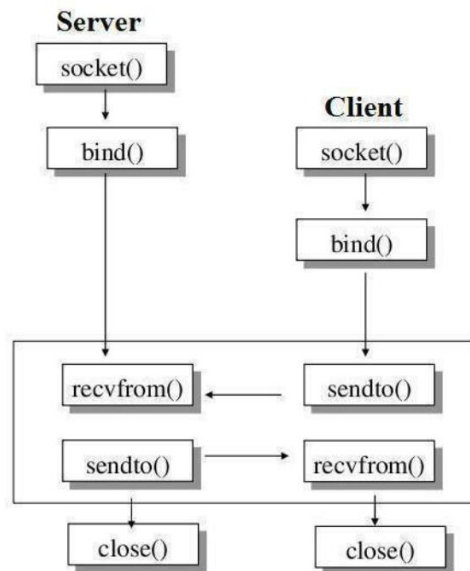 Server
socket()
bind()
Client
socket()
bind()
recvfrom()
sendto()
sendto()
recvfrom()
close()
close()